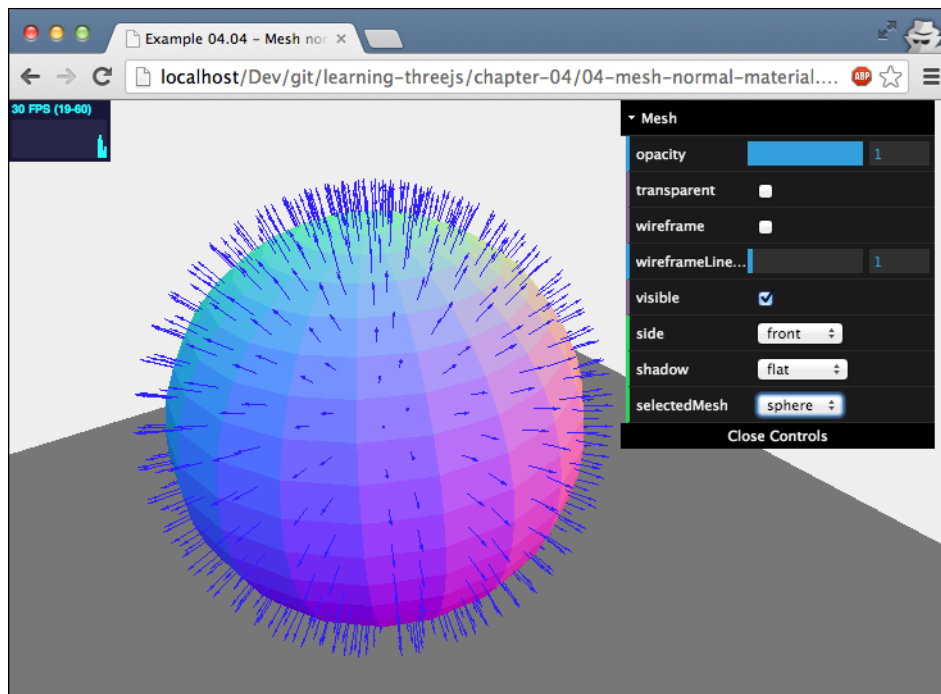 Example 04.04 – Mesh nor
localhost/Dev/git/learning-threejs/chapter-04/04-mesh-normal-material....
ABP
30 FPS (19-60)
Mesh
opacity 1
transparent
wireframe
wireframeLine... 1
visible
side front
shadow flat
selectedMesh sphere
Close Controls